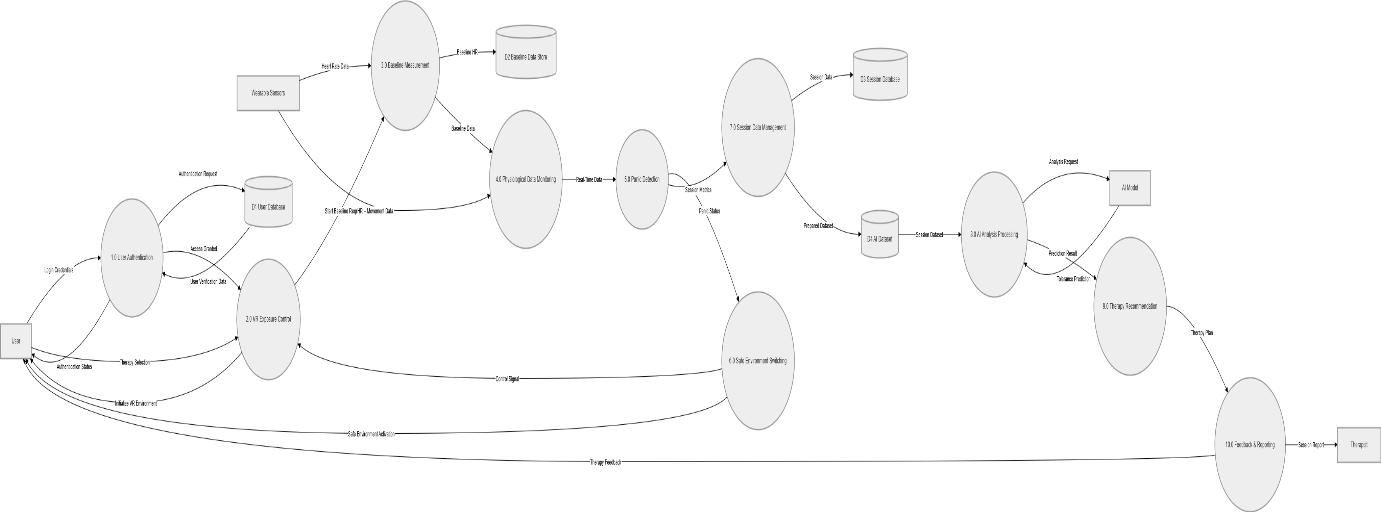 3.0 Baseline Measurement
Baseline HR
D2 Baseline Data Store
Heart Rate Data
Wearable Sensors
Session Data
D3 Session Database
7.0 Session Data Management
Baseline Data
Analysis Request
Authentication Request
4.0 Physiological Data Monitoring
Real-Time Data
5.0 Panic Detection
Session Metrics
AI Model
D1 User Database
Start Baseline Req
HR + Movement Data
Panic Status
Prepared Dataset
D4 AI Dataset
Session Dataset
8.0 AI Analysis Processing
Access Granted
1.0 User Authentication
Prediction Result
Login Credentials
User Verification Data
Tolerance Prediction
9.0 Therapy Recommendation
2.0 VR Exposure Control
User
Therapy Plan
Therapy Selection
6.0 Safe Environment Switching
Authentication Status
Control Signal
Initialize VR Environment
Safe Environment Activation
10.0 Feedback & Reporting
Session Report
Therapist
Therapy Feedback